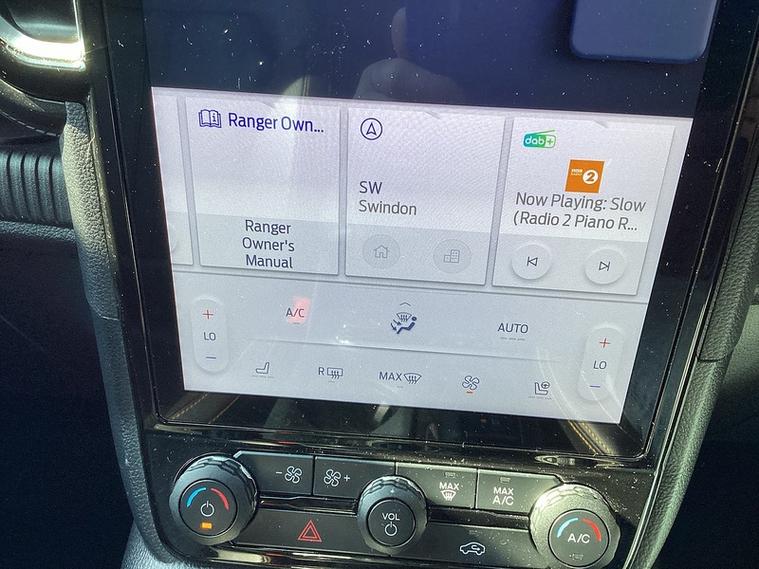 Ranger Own...
Ranger
Owner's
Manual
SW
Swindon
dab+
2
Now Playing: Slow
(Radio 2 Piano R...
+
LO
−
A/C
AUTO
+
LO
−
R
MAX
−
+
MAX
MAX
A/C
VOL
A/C